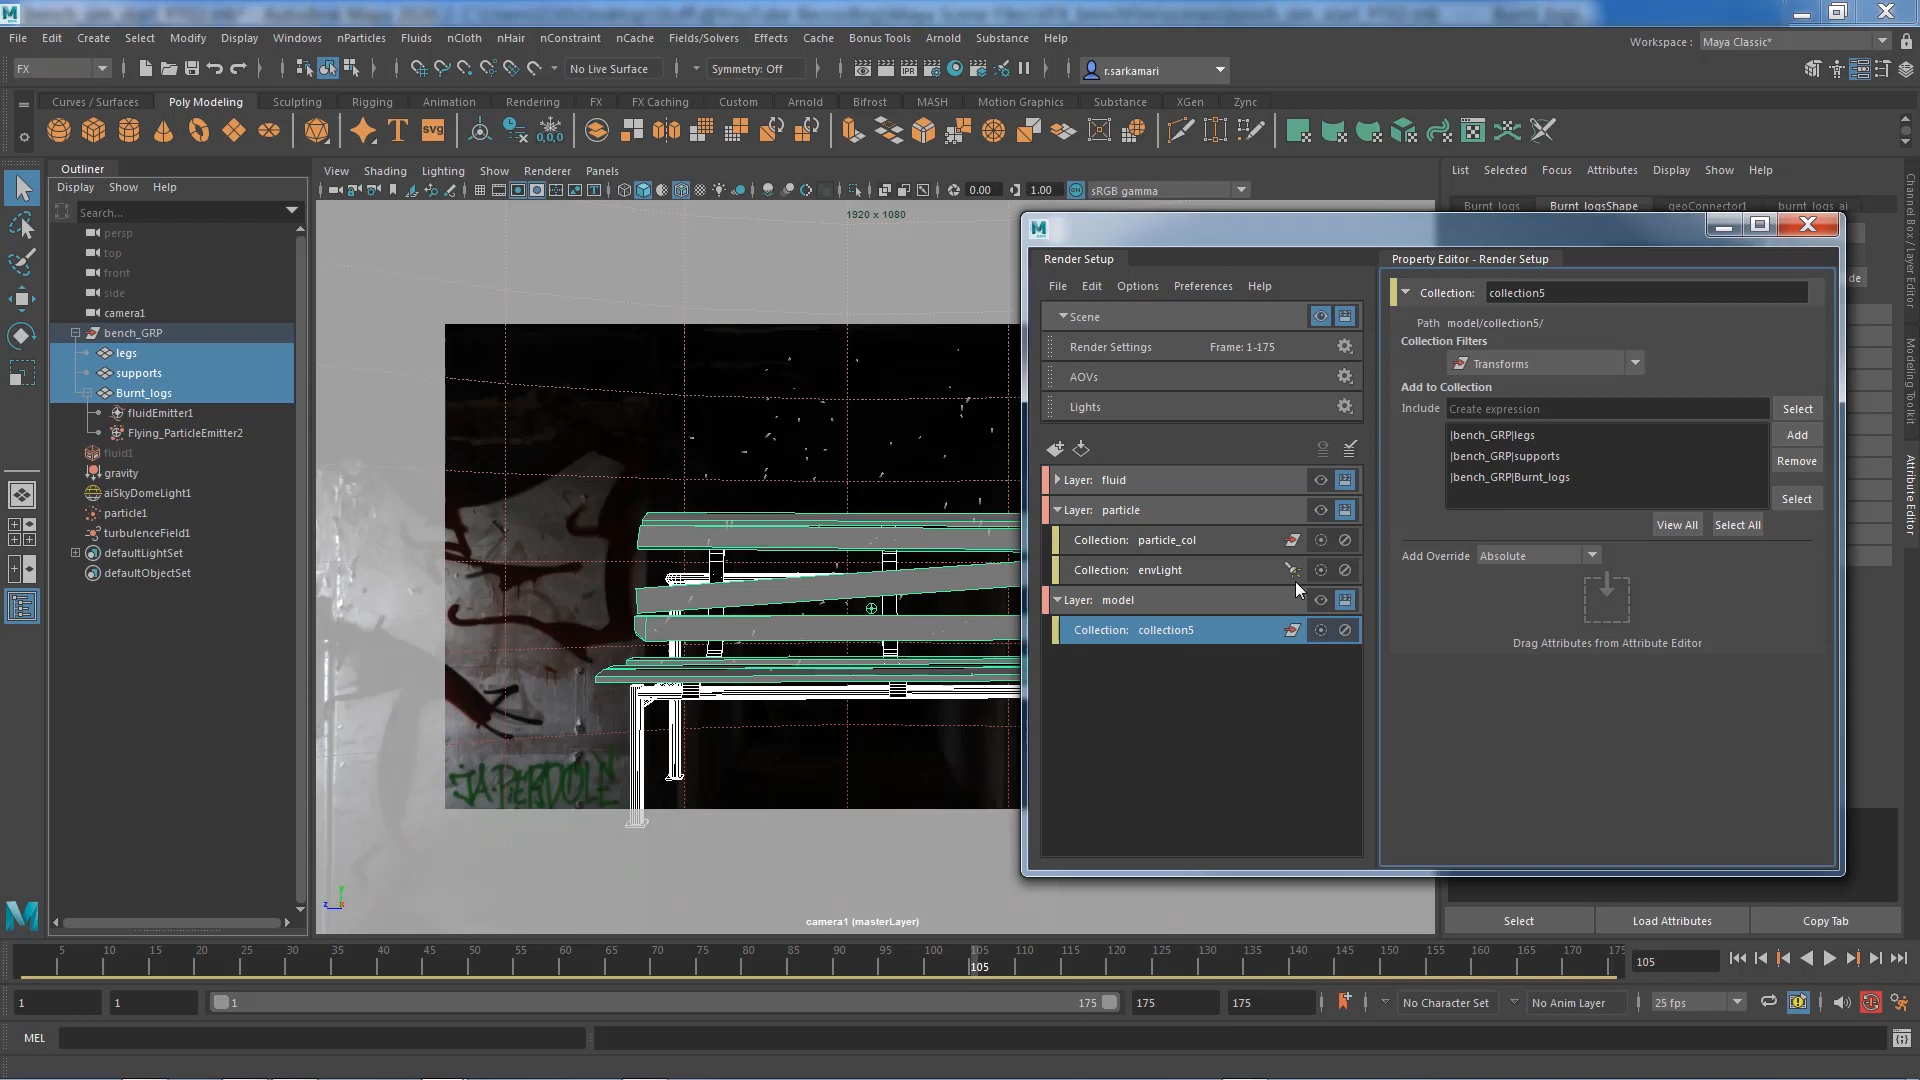 File Edit Create Select Modify Display Windows nParticles Fluids nCloth nHair nConstraint nCache Fields/Solvers Effects Cache Bonus Tools Arnold Substance Help
Workspace : Maya Classic*
FX No Live Surface Symmetry: Off r.sarkamari
Curves / Surfaces Poly Modeling Sculpting Rigging Animation Rendering FX FX Caching Custom Arnold Bifrost MASH Motion Graphics Substance XGen Zync
Outliner
Display Show Help
Search...
persp
top
front
side
camera1
bench_GRP
legs
supports
Burnt_logs
fluidEmitter1
Flying_ParticleEmitter2
fluid1
gravity
aiSkyDomeLight1
particle1
turbulenceField1
defaultLightSet
defaultObjectSet
View Shading Lighting Show Renderer Panels
0.00 1.00 sRGB gamma
1920 x 1080
JA.PIERDOLE
camera1 (masterLayer)
List Selected Focus Attributes Display Show Help
Burnt_logs Burnt_logsShape geoConnector1 burnt_logs_ai
Render Setup
File Edit Options Preferences Help
Scene
Render Settings Frame: 1-175
AOVs
Lights
Layer: fluid
Layer: particle
Collection: particle_col
Collection: envLight
Layer: model
Collection: collection5
Property Editor - Render Setup
Collection: collection5
Path model/collection5/
Collection Filters
Transforms
Add to Collection
Include Create expression Select
|bench_GRP|legs
|bench_GRP|supports
|bench_GRP|Burnt_logs
Add
Remove
Select
View All Select All
Add Override Absolute
Drag Attributes from Attribute Editor
Channel Box / Layer Editor
Modeling Toolkit
Attribute Editor
Select Load Attributes Copy Tab
5 10 15 20 25 30 35 40 45 50 55 60 65 70 75 80 85 90 95 100 105 110 115 120 125 130 135 140 145 150 155 160 165 170 175
105
105
1 1 1 175 175 175 No Character Set No Anim Layer 25 fps
MEL